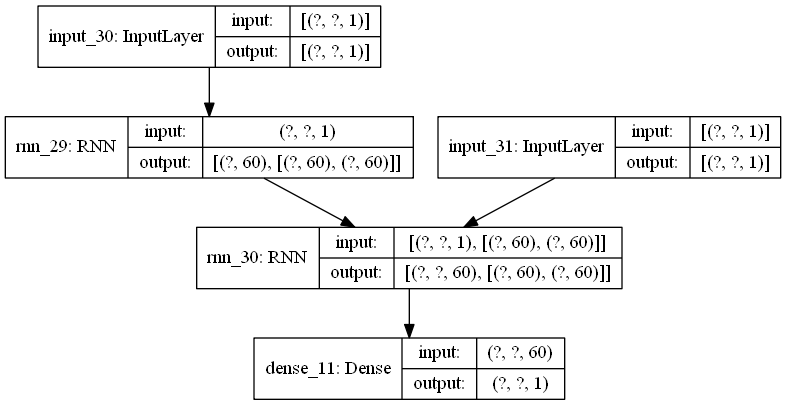 input_30: InputLayer
input: [(?, ?, 1)]
output: [(?, ?, 1)]
rnn_29: RNN
input: (?, ?, 1)
output: [(?, 60), [(?, 60), (?, 60)]]
input_31: InputLayer
input: [(?, ?, 1)]
output: [(?, ?, 1)]
rnn_30: RNN
input: [(?, ?, 1), [(?, 60), (?, 60)]]
output: [(?, ?, 60), [(?, 60), (?, 60)]]
dense_11: Dense
input: (?, ?, 60)
output: (?, ?, 1)